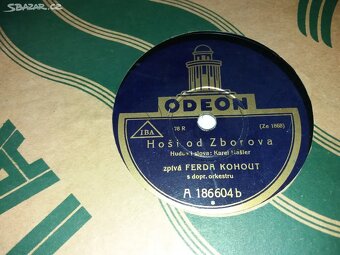 SBAZAR.cz
ODEON
IBA
78 R
(Zo 1868)
Hoši od Zborova
Hudba i slova: Karel Hašler
zpívá FERDA KOHOUT
s dopr. orkestru
A 186604 b